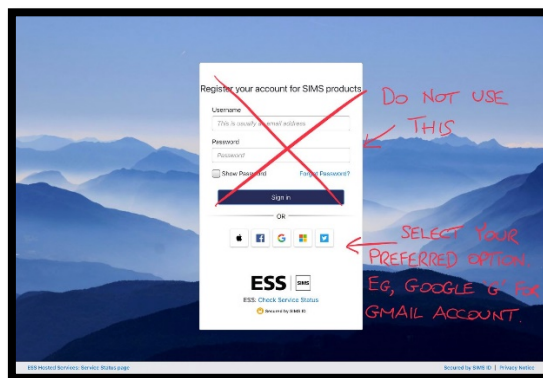 Register your account for SIMS products
Username
This is usually an email address
Password
Password
Show Password
Forgot Password?
Sign in
OR
DO NOT USE
THIS
SELECT YOUR
PREFERRED OPTION.
EG, GOOGLE 'G' FOR
GMAIL ACCOUNT.
ESS SIMS
ESS: Check Service Status
Secured by SIMS ID
ESS Hosted Services: Service Status page
Secured by SIMS ID | Privacy Notice